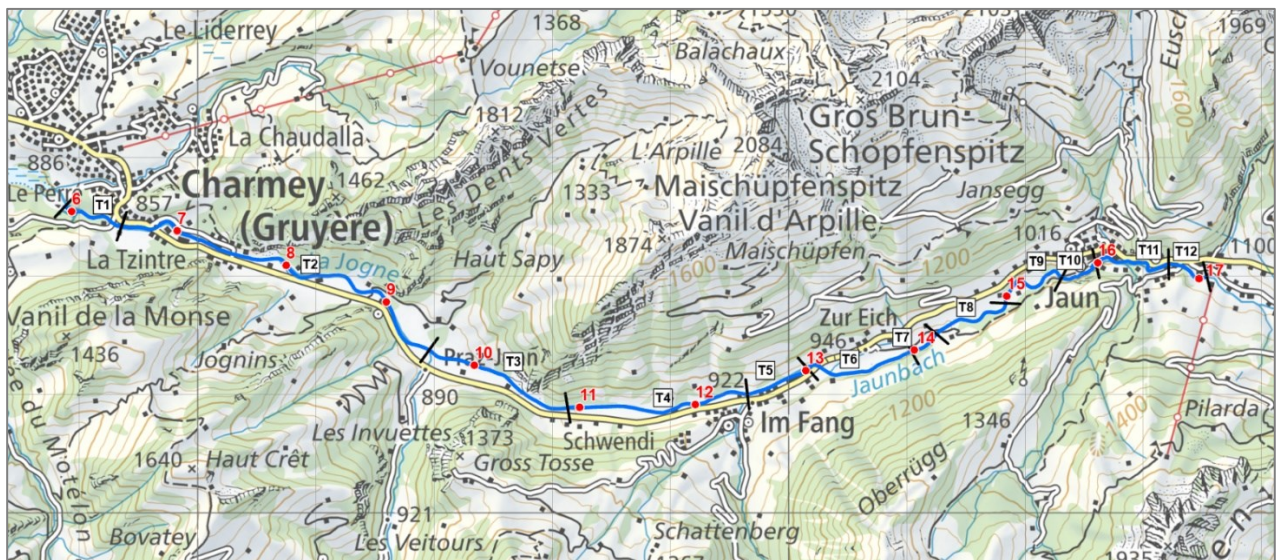 1368
1969
Le Liderrey
Balachaux
Vounetse
2104
La Chaudalla
1812
Gros Brun
Schopfenspitz
886
L'Arpille
2084
1600
Le Pe
6
T1
857
7
Charmey
(Gruyère)
1462
Les Dents Vertes
1333
Maischüpfenspitz
Vanil d'Arpille
Jansegg
1874
Maischüpfen
1016
16
T11
T12
1100
17
La Tzintre
8
T2
La Jogne
Haut Sapy
1600
1200
T9
T10
15
Jaun
Vanil de la Monse
9
Zur Eich
946
T8
T7
14
1436
Jognins
10
T3
13
T6
T5
Jaunbach
890
11
T4
12
922
1200
1346
1400
Pilarda
Les Invuettes
1373
Schwendi
Im Fang
1640
Haut Crêt
Gross Tosse
Oberrügg
921
Bovatey
Les Veitours
Schattenberg